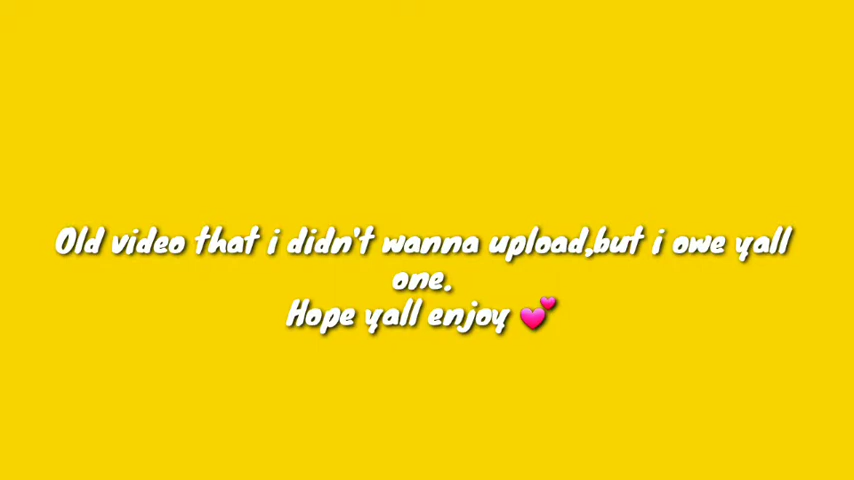 Old video that i didn't wanna upload,but i owe yall
one.
Hope yall enjoy 💕